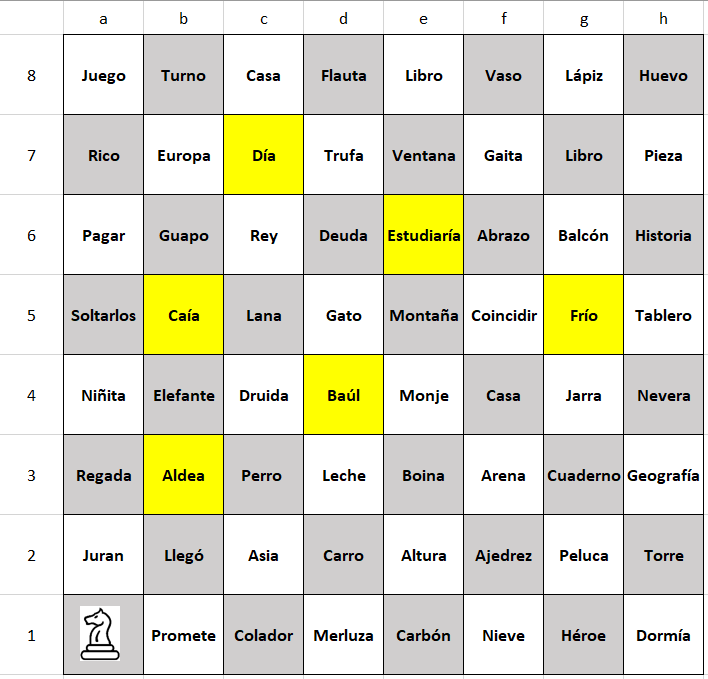 a b c d e f g h
8 Juego Turno Casa Flauta Libro Vaso Lápiz Huevo
7 Rico Europa Día Trufa Ventana Gaita Libro Pieza
6 Pagar Guapo Rey Deuda Estudiaría Abrazo Balcón Historia
5 Soltarlos Caía Lana Gato Montaña Coincidir Frío Tablero
4 Niñita Elefante Druida Baúl Monje Casa Jarra Nevera
3 Regada Aldea Perro Leche Boina Arena Cuaderno Geografía
2 Juran Llegó Asia Carro Altura Ajedrez Peluca Torre
1 Promete Colador Merluza Carbón Nieve Héroe Dormía